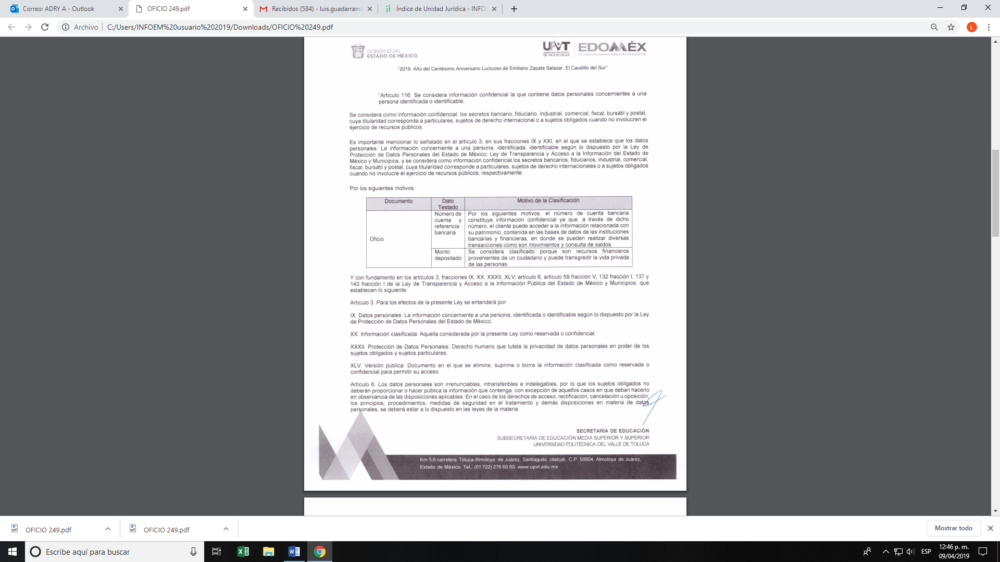 Correo: ADRY A - Outlook
OFICIO 249.pdf
Recibidos (584) - luis.guadarrama
Índice de Unidad Jurídica - INFO
Archivo
C:/Users/INFOEM%20usuario%202019/Downloads/OFICIO%20249.pdf
L
GOBIERNO DEL
ESTADO DE MÉXICO
UPVT
UNIVERSIDAD POLITÉCNICA
DEL VALLE DE TOLUCA
EDOMÉX
DECISIONES FIRMES, RESULTADOS FUERTES.
"2019. Año del Centésimo Aniversario Luctuoso de Emiliano Zapata Salazar. El Caudillo del Sur".
"Artículo 116. Se considera información confidencial la que contiene datos personales concernientes a una
persona identificada o identificable.
Se considera como información confidencial: los secretos bancario, fiduciario, industrial, comercial, fiscal, bursátil y postal,
cuya titularidad corresponda a particulares, sujetos de derecho internacional o a sujetos obligados cuando no involucren el
ejercicio de recursos públicos.
Es importante mencionar lo señalado en el artículo 3, en sus fracciones IX y XXI, en el que se establece que los datos
personales: La información concerniente a una persona, identificada, identificable según lo dispuesto por la Ley de
Protección de Datos Personales del Estado de México; Ley de Transparencia y Acceso a la Información del Estado de
México y Municipios, y se considera como información confidencial los secretos bancarios, fiduciarios, industrial, comercial,
fiscal, bursátil y postal, cuya titularidad corresponde a particulares, sujetos de derecho internacionales o a sujetos obligados
cuando no involucre el ejercicio de recursos públicos, respectivamente.
Por los siguientes motivos:
Documento
Dato
Testado
Motivo de la Clasificación
Oficio
Número de
cuenta y
referencia
bancaria
Por los siguientes motivos: el número de cuenta bancaria
constituye información confidencial ya que, a través de dicho
número, el cliente puede acceder a la información relacionada con
su patrimonio, contenida en las bases de datos de las instituciones
bancarias y financieras, en donde se pueden realizar diversas
transacciones como son movimientos y consulta de saldos.
Monto
depositado
Se considera clasificado porque son recursos financieros
provenientes de un ciudadano y puede transgredir la vida privada
de las personas.
Y con fundamento en los artículos 3, fracciones IX, XX, XXXII, XLV; artículo 6, artículo 59 fracción V, 132 fracción I, 137 y
143 fracción I de la Ley de Transparencia y Acceso a la Información Pública del Estado de México y Municipios, que
establecen lo siguiente:
Artículo 3. Para los efectos de la presente Ley se entenderá por:
IX. Datos personales: La información concerniente a una persona, identificada o identificable según lo dispuesto por la Ley
de Protección de Datos Personales del Estado de México;
XX. Información clasificada: Aquella considerada por la presente Ley como reservada o confidencial;
XXXII. Protección de Datos Personales: Derecho humano que tutela la privacidad de datos personales en poder de los
sujetos obligados y sujetos particulares;
XLV. Versión pública: Documento en el que se elimine, suprime o borra la información clasificada como reservada o
confidencial para permitir su acceso.
Artículo 6. Los datos personales son irrenunciables, intransferibles e indelegables, por lo que los sujetos obligados no
deberán proporcionar o hacer pública la información que contenga, con excepción de aquellos casos en que deban hacerlo
en observancia de las disposiciones aplicables. En el caso de los derechos de acceso, rectificación, cancelación u oposición;
los principios, procedimientos, medidas de seguridad en el tratamiento y demás disposiciones en materia de datos
personales, se deberá estar a lo dispuesto en las leyes de la materia.
SECRETARÍA DE EDUCACIÓN
SUBSECRETARÍA DE EDUCACIÓN MEDIA SUPERIOR Y SUPERIOR
UNIVERSIDAD POLITÉCNICA DEL VALLE DE TOLUCA
Km 5.6 carretera Toluca-Almoloya de Juárez, Santiaguito cilalcali, C.P. 50904, Almoloya de Juárez,
Estado de México. Tel.: (01 722) 276 60 60. www.upvt.edu.mx
OFICIO 249.pdf
OFICIO 249.pdf
Mostrar todo
Escribe aquí para buscar
ESP
12:46 p. m.
09/04/2019